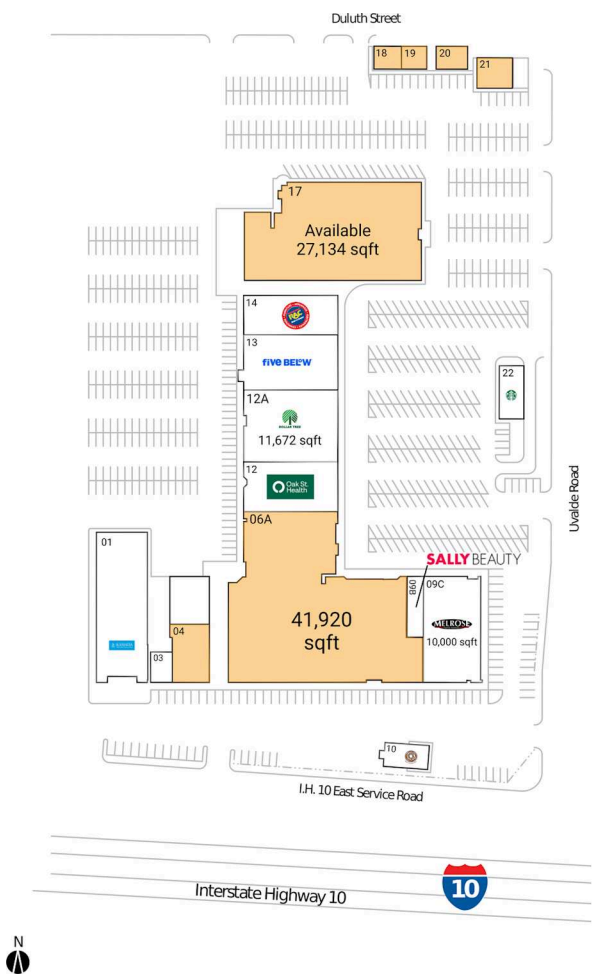 Duluth Street
18
19
20
21
17
Available
27,134 sqft
14
13
five BEL°W
12A
DOLLAR TREE
11,672 sqft
22
12
Oak St.
Health
Uvalde Road
06A
01
SALLY BEAUTY
09B
09C
MELROSE
10,000 sqft
41,920
sqft
04
03
10
I.H. 10 East Service Road
Interstate Highway 10
10
N